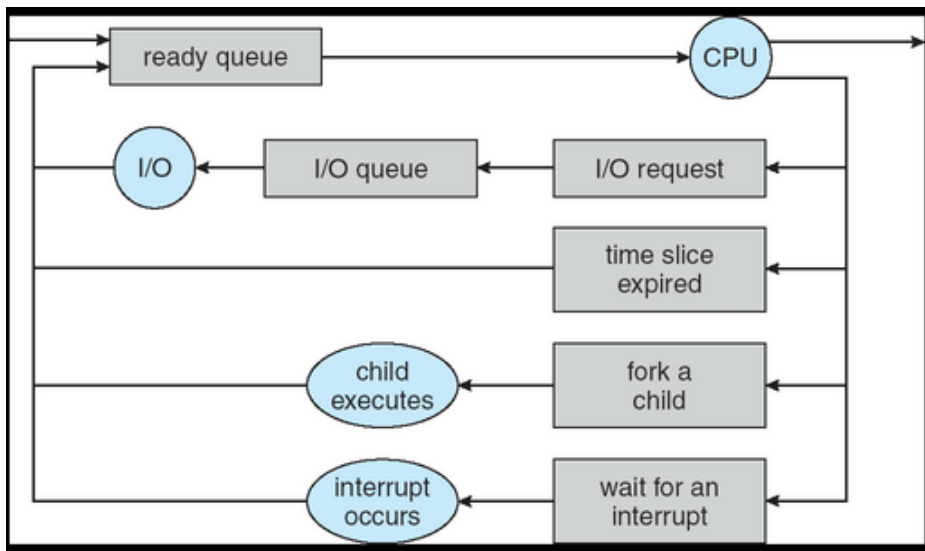 ready queue
CPU
I/O
I/O queue
I/O request
time slice
expired
child
executes
fork a
child
interrupt
occurs
wait for an
interrupt